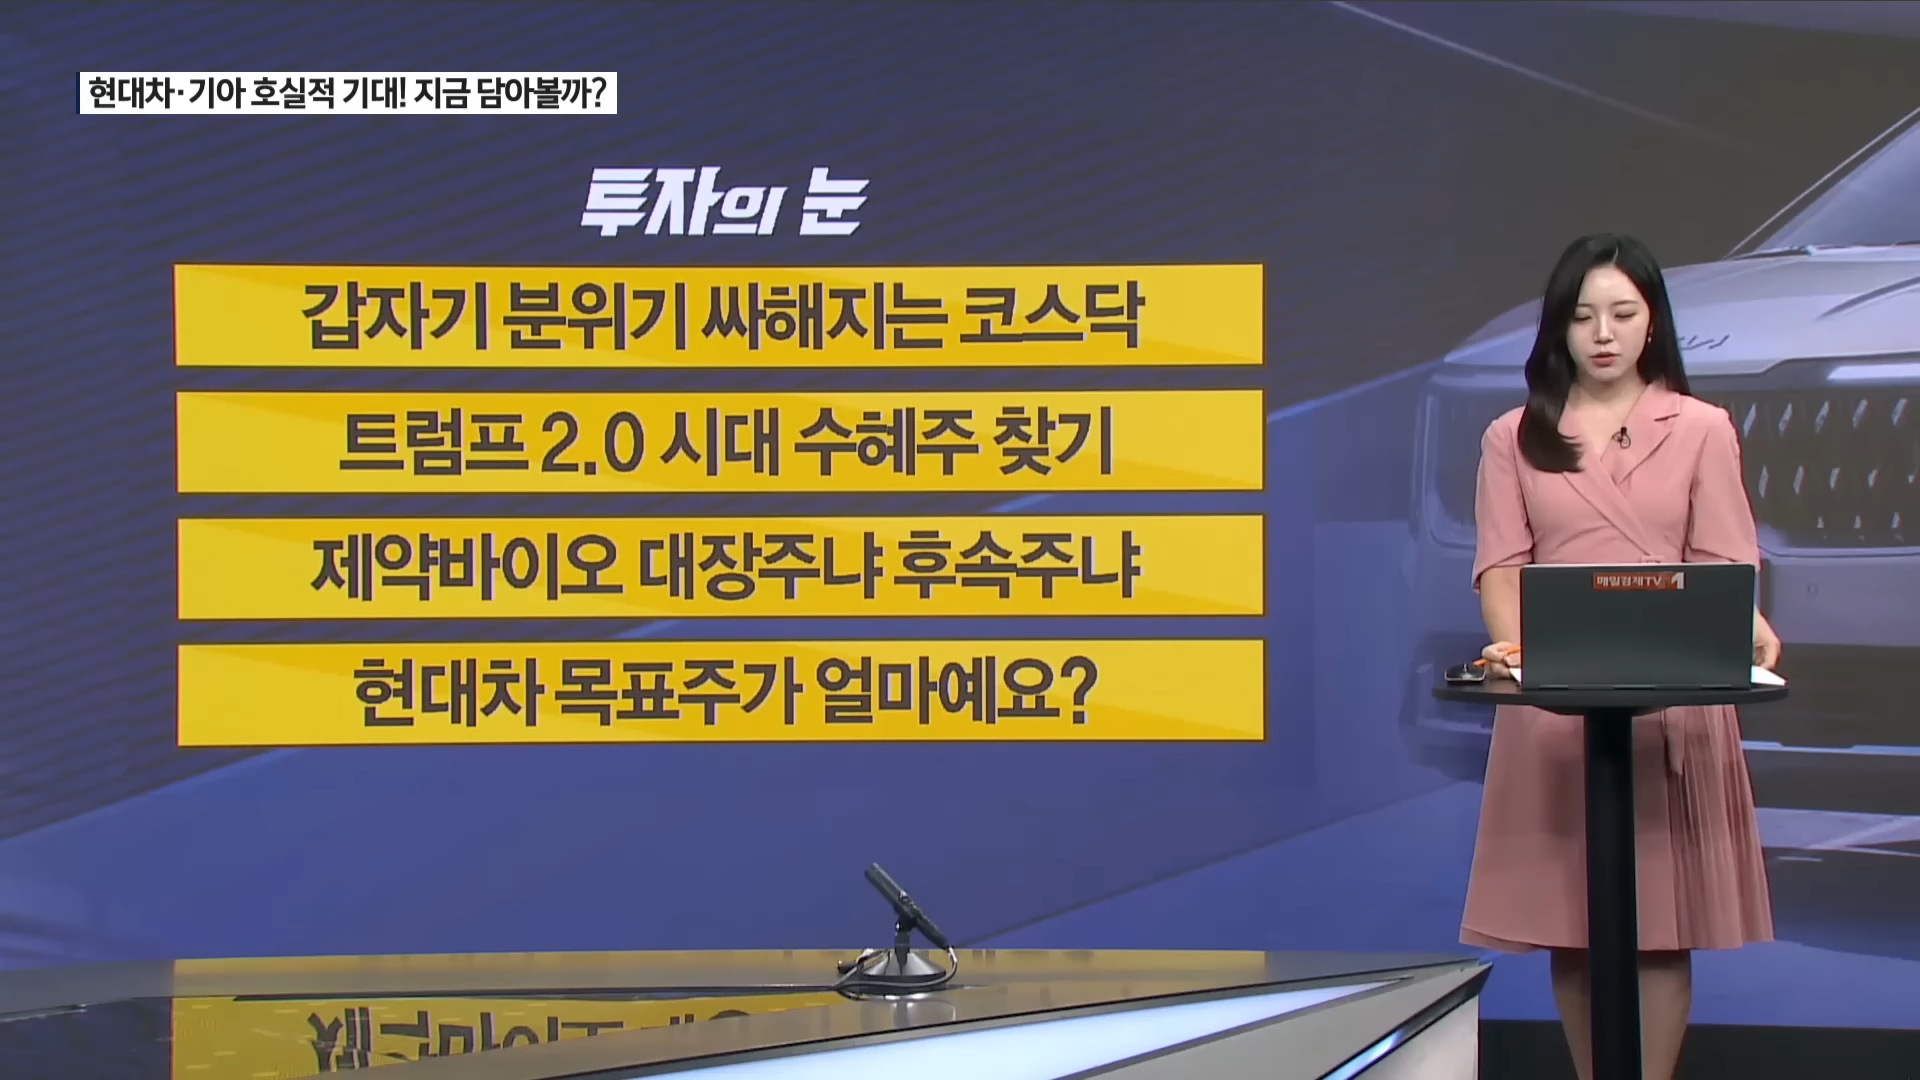 현대차·기아 호실적 기대! 지금 담아볼까?
투자의 눈
갑자기 분위기 싸해지는 코스닥
트럼프 2.0 시대 수혜주 찾기
제약바이오 대장주냐 후속주냐
현대차 목표주가 얼마예요?
매일경제TV